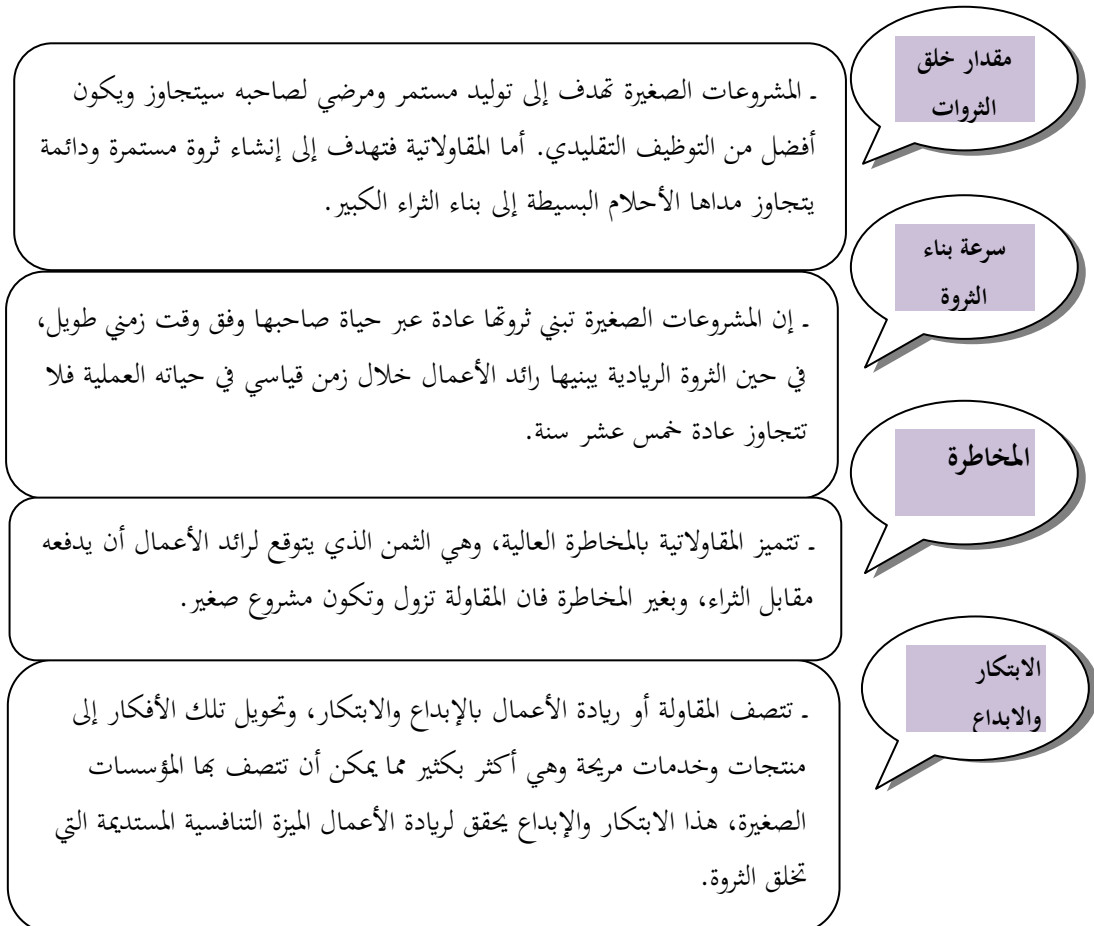 مقدار خلق
الثروات
ـ المشروعات الصغيرة تهدف إلى توليد مستمر ومرضي لصاحبه سيتجاوز ويكون
أفضل من التوظيف التقليدي. أما المقاولاتية فتهدف إلى إنشاء ثروة مستمرة ودائمة
يتجاوز مداها الأحلام البسيطة إلى بناء الثراء الكبير.
سرعة بناء
الثروة
ـ إن المشروعات الصغيرة تبني ثروتها عادة عبر حياة صاحبها وفق وقت زمني طويل،
في حين الثروة الريادية يبنيها رائد الأعمال خلال زمن قياسي في حياته العملية فلا
تتجاوز عادة خمس عشر سنة.
المخاطرة
ـ تتميز المقاولاتية بالمخاطرة العالية، وهي الثمن الذي يتوقع لرائد الأعمال أن يدفعه
مقابل الثراء، وبغير المخاطرة فان المقاولة تزول وتكون مشروع صغير.
الابتكار
والابداع
ـ تتصف المقاولة أو ريادة الأعمال بالإبداع والابتكار، وتحويل تلك الأفكار إلى
منتجات وخدمات مربحة وهي أكثر بكثير مما يمكن أن تتصف بها المؤسسات
الصغيرة، هذا الابتكار والإبداع يحقق لريادة الأعمال الميزة التنافسية المستديمة التي
تخلق الثروة.